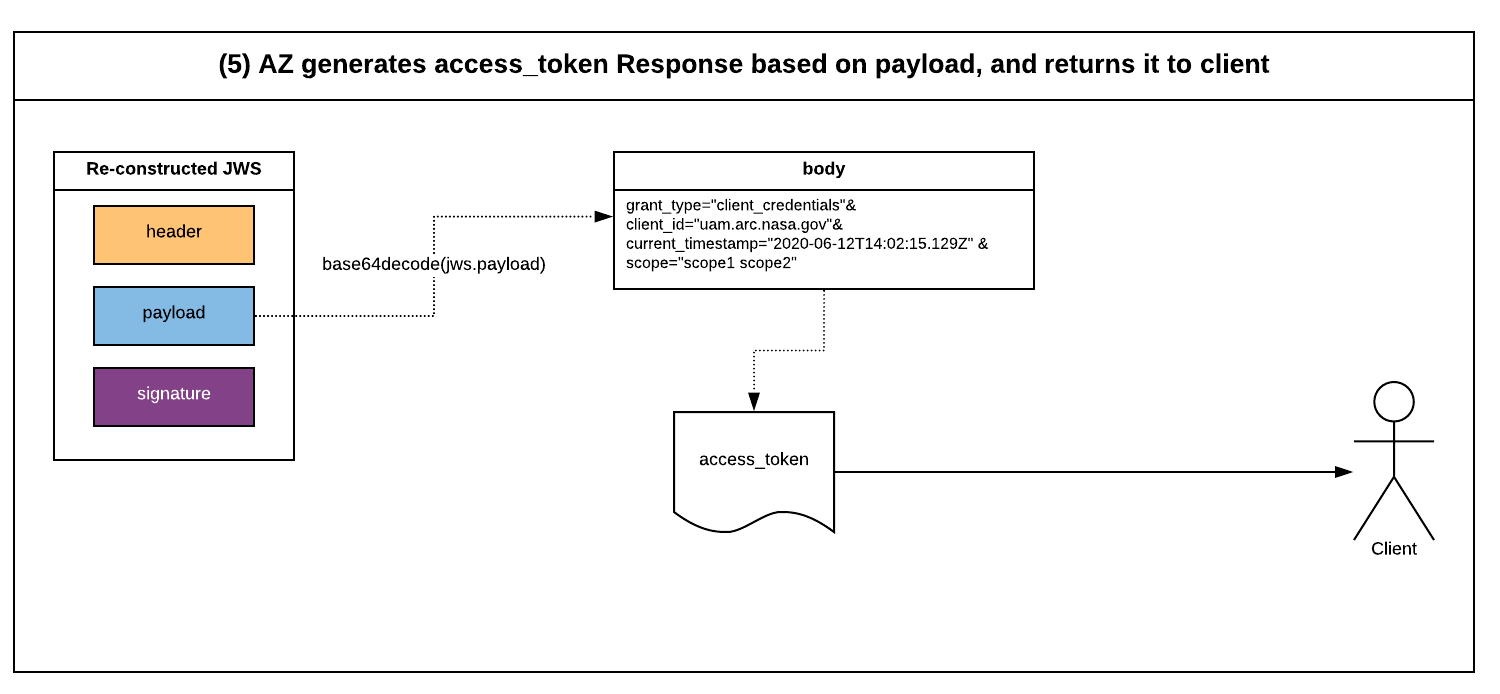 (5) AZ generates access_token Response based on payload, and returns it to client
Re-constructed JWS
header
payload
signature
base64decode(jws.payload)
body
grant_type="client_credentials"&
client_id="uam.arc.nasa.gov"&
current_timestamp="2020-06-12T14:02:15.129Z" &
scope="scope1 scope2"
access_token
Client